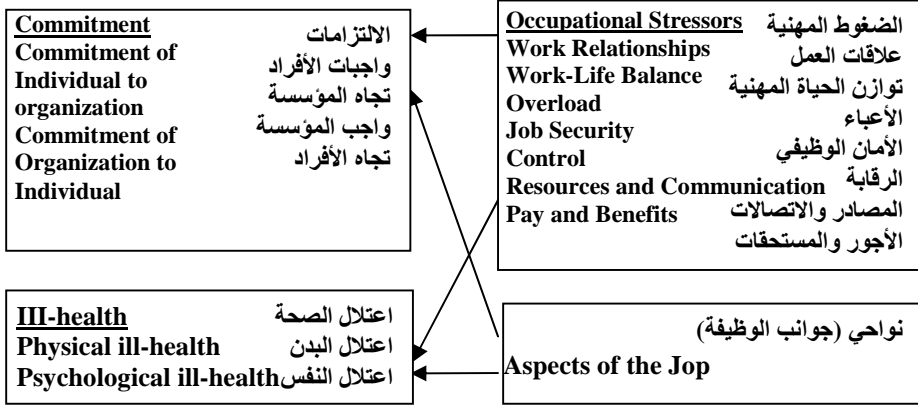 Commitment
Commitment of
Individual to
organization
Commitment of
Organization to
Individual
الالتزامات
واجبات الأفراد
تجاه المؤسسة
واجب المؤسسة
تجاه الأفراد
Occupational Stressors
Work Relationships
Work-Life Balance
Overload
Job Security
Control
Resources and Communication
Pay and Benefits
الضغوط المهنية
علاقات العمل
توازن الحياة المهنية
الأعباء
الأمان الوظيفي
الرقابة
المصادر والاتصالات
الأجور والمستحقات
III-health
Physical ill-health
Psychological ill-health
اعتلال الصحة
اعتلال البدن
اعتلال النفس
نواحي (جوانب الوظيفة)
Aspects of the Jop